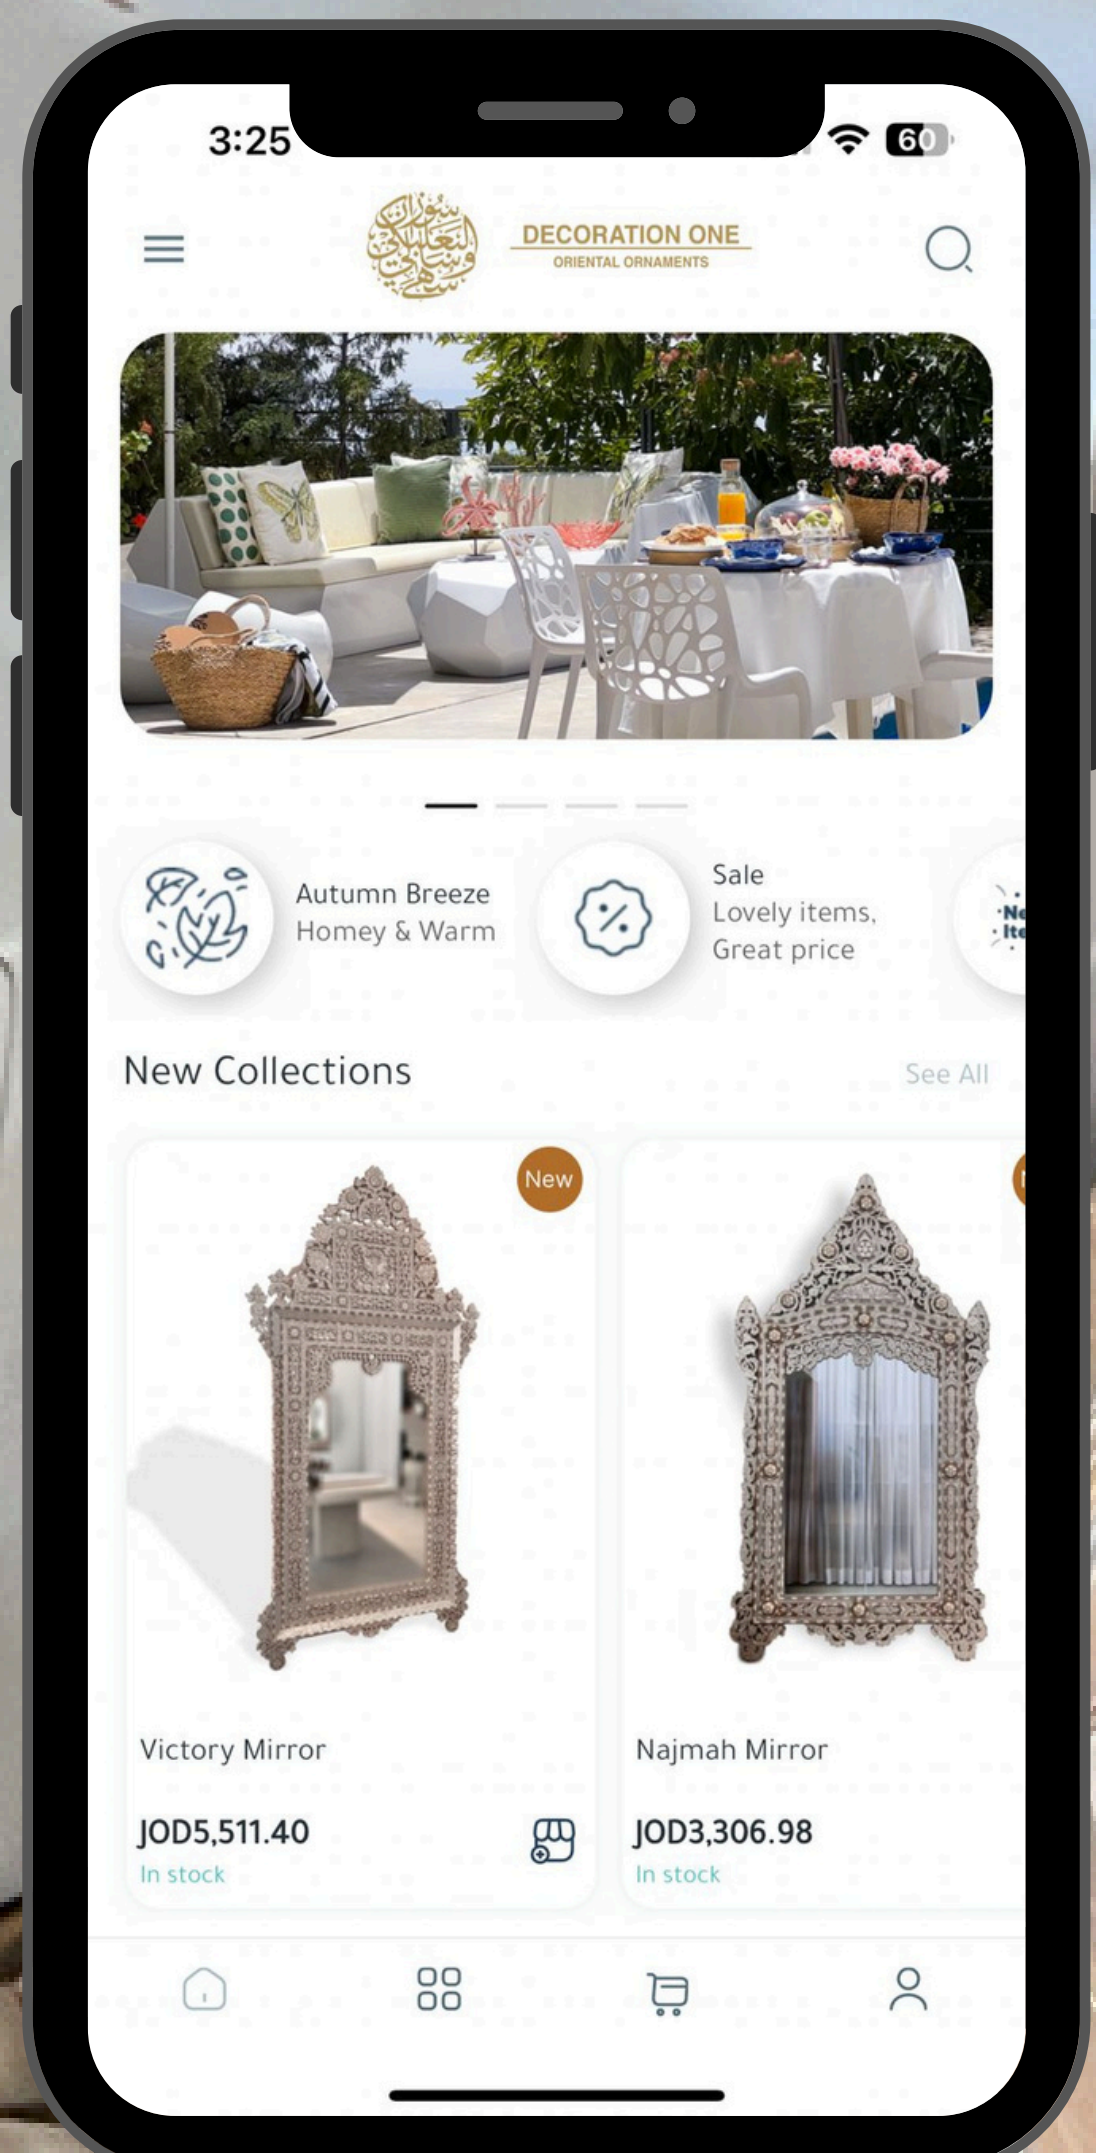 3:25
60
DECORATION ONE
ORIENTAL ORNAMENTS
Autumn Breeze
Homey & Warm
Sale
Lovely items,
Great price
New Collections
See All
New
Victory Mirror
JOD5,511.40
In stock
Najmah Mirror
JOD3,306.98
In stock